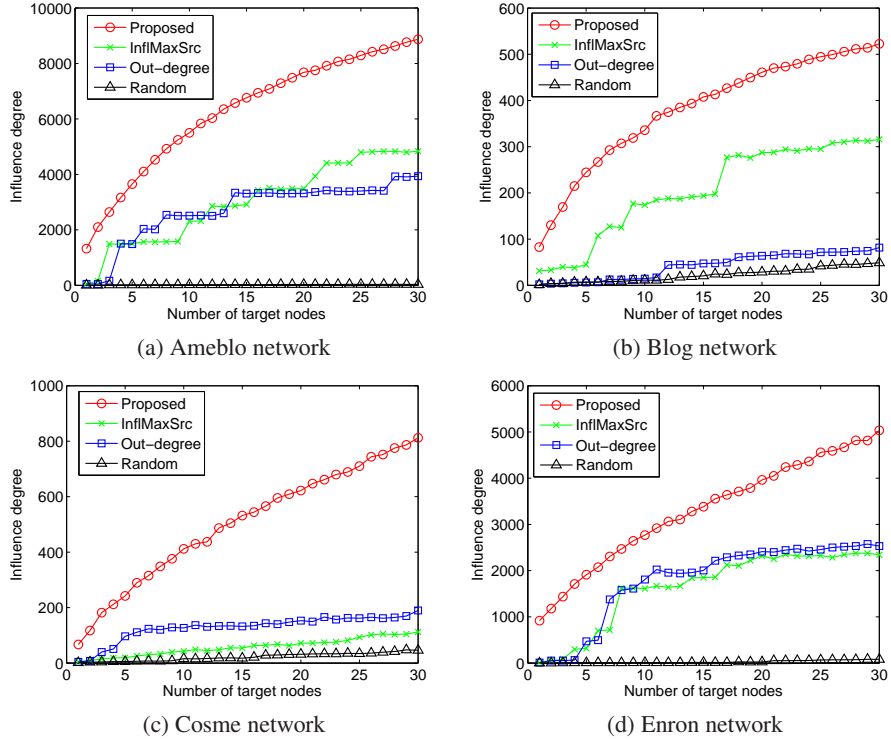 10000
8000
6000
4000
2000
0
Influence degree
Proposed
InflMaxSrc
Out−degree
Random
0 5 10 15 20 25 30
Number of target nodes
(a) Ameblo network
600
500
400
300
200
100
0
Influence degree
Proposed
InflMaxSrc
Out−degree
Random
0 5 10 15 20 25 30
Number of target nodes
(b) Blog network
1000
800
600
400
200
0
Influence degree
Proposed
InflMaxSrc
Out−degree
Random
0 5 10 15 20 25 30
Number of target nodes
(c) Cosme network
6000
5000
4000
3000
2000
1000
0
Influence degree
Proposed
InflMaxSrc
Out−degree
Random
0 5 10 15 20 25 30
Number of target nodes
(d) Enron network